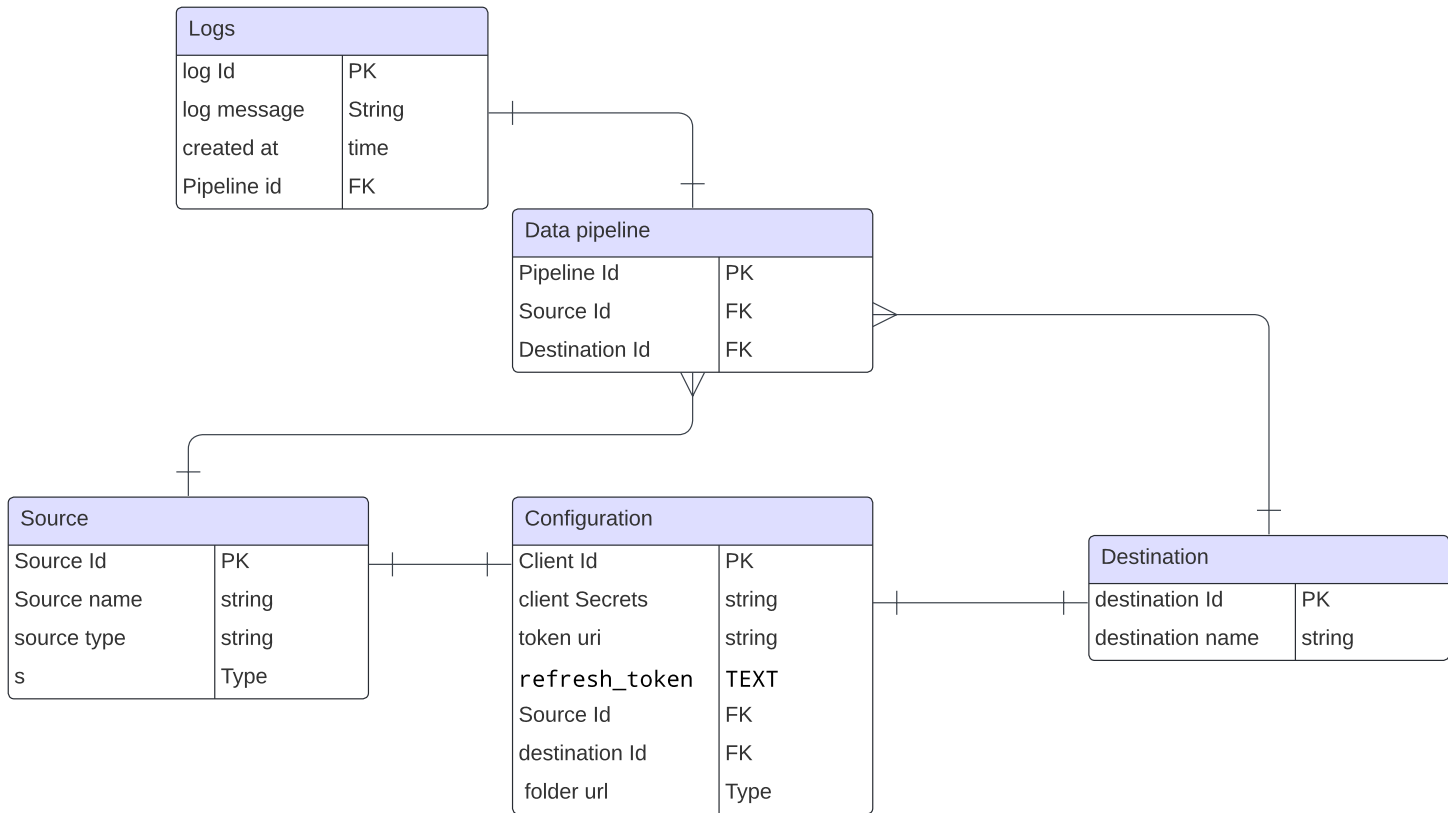 Logs
log Id PK
log message String
created at time
Pipeline id FK
Data pipeline
Pipeline Id PK
Source Id FK
Destination Id FK
Source
Source Id PK
Source name string
source type string
s Type
Configuration
Client Id PK
client Secrets string
token uri string
refresh_token TEXT
Source Id FK
destination Id FK
folder url Type
Destination
destination Id PK
destination name string